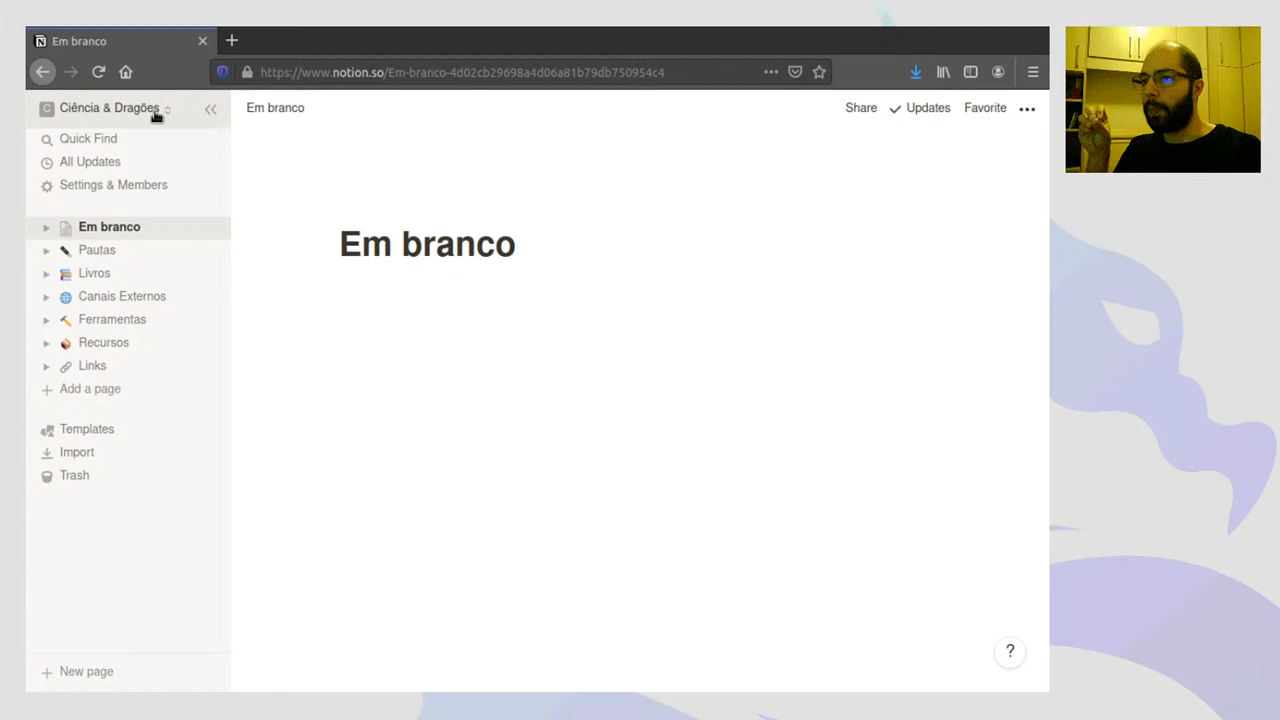 Em branco
https://www.notion.so/Em-branco-4d02cb29698a4d06a81b79db750954c4
C Ciência & Dragões
Em branco
Share
Updates
Favorite
Quick Find
All Updates
Settings & Members
Em branco
Pautas
Livros
Canais Externos
Ferramentas
Recursos
Links
Add a page
Templates
Import
Trash
New page
Em branco
?